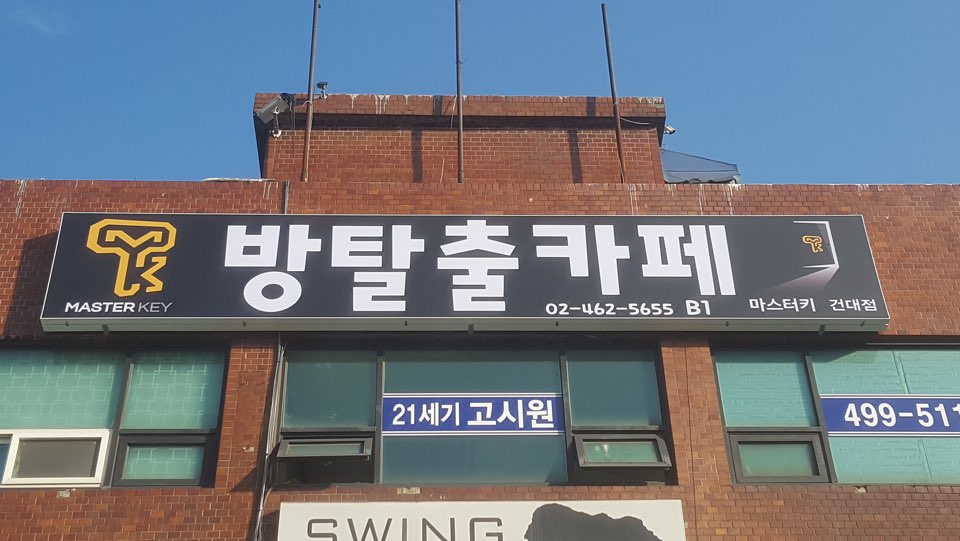 방탈출카페
MASTER KEY
02-462-5655 B1
마스터키 건대점
21세기 고시원
499-511
SWING